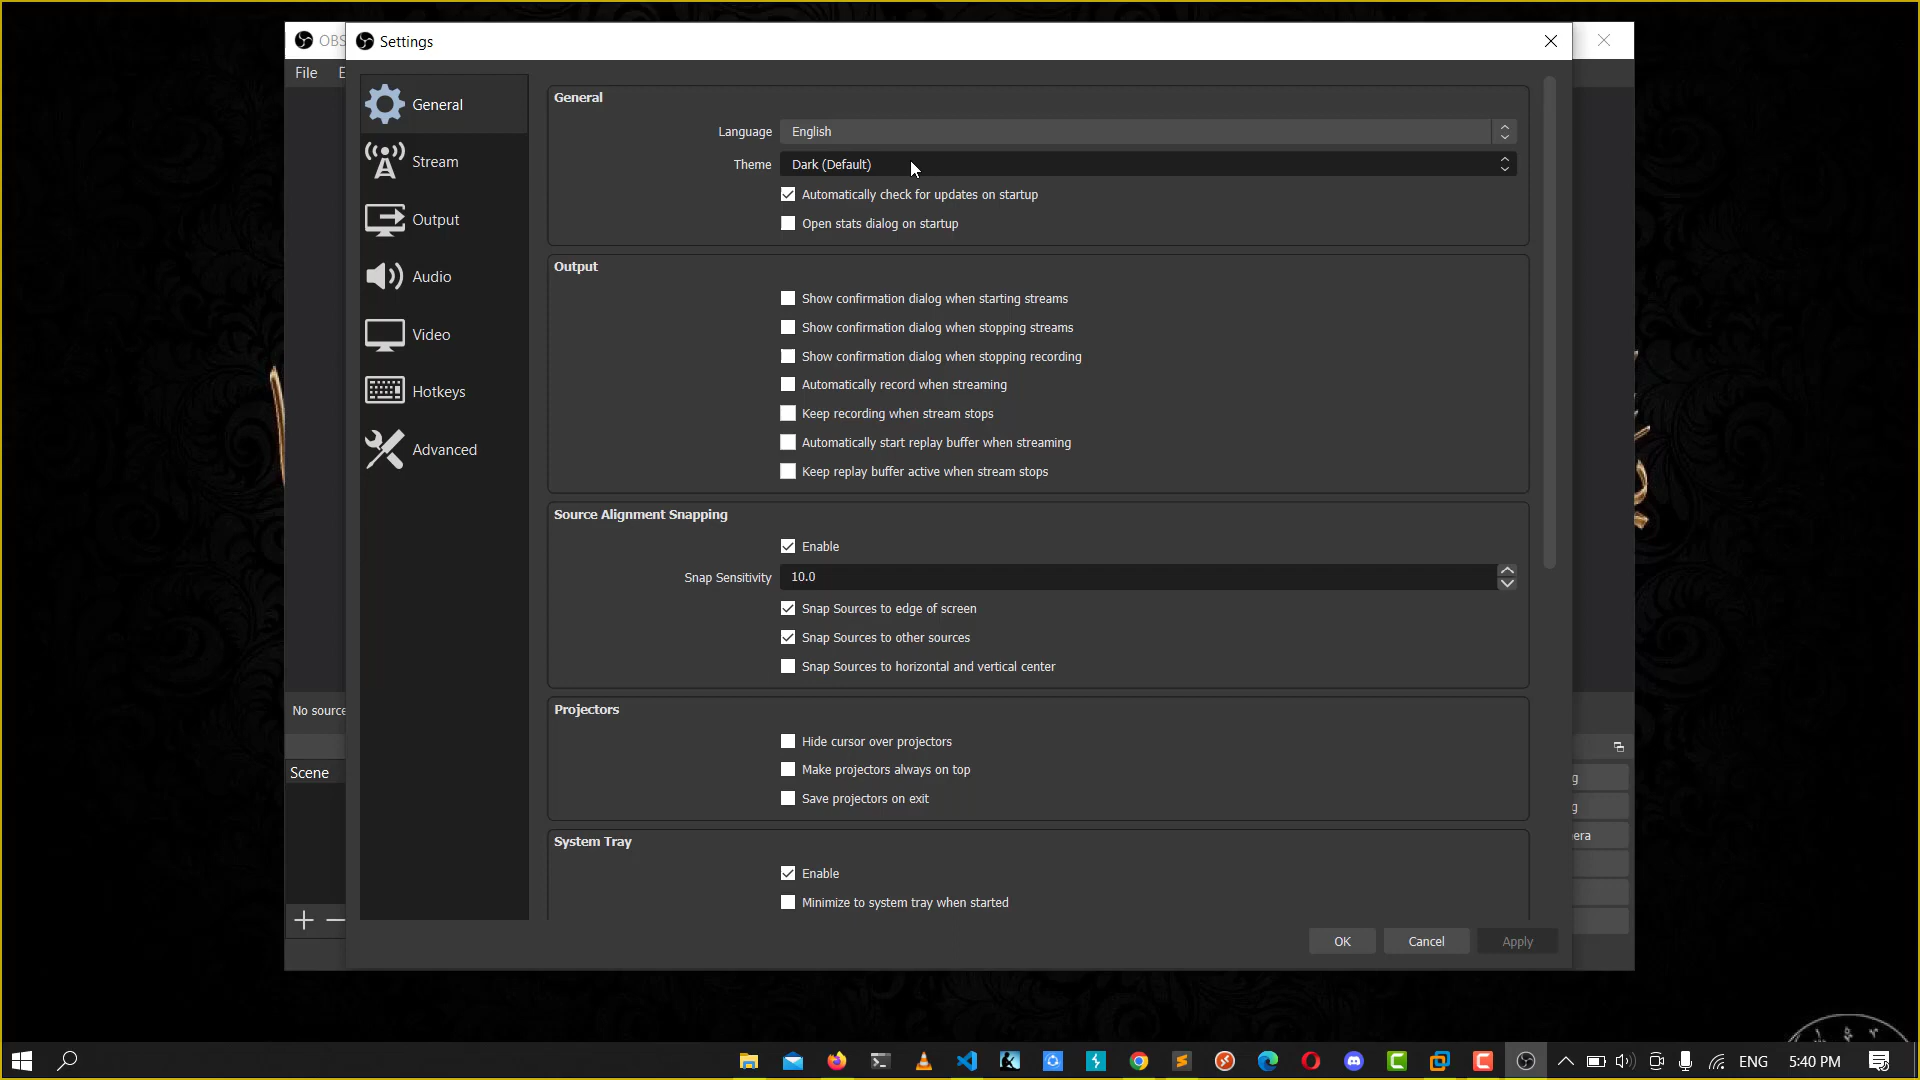 OBS
Settings
File
General
Stream
Output
Audio
Video
Hotkeys
Advanced
General
Language English
Theme Dark (Default)
Automatically check for updates on startup
Open stats dialog on startup
Output
Show confirmation dialog when starting streams
Show confirmation dialog when stopping streams
Show confirmation dialog when stopping recording
Automatically record when streaming
Keep recording when stream stops
Automatically start replay buffer when streaming
Keep replay buffer active when stream stops
Source Alignment Snapping
Enable
Snap Sensitivity 10.0
Snap Sources to edge of screen
Snap Sources to other sources
Snap Sources to horizontal and vertical center
Projectors
Hide cursor over projectors
Make projectors always on top
Save projectors on exit
System Tray
Enable
Minimize to system tray when started
No source
Scene
g
g
era
OK Cancel Apply
ENG 5:40 PM